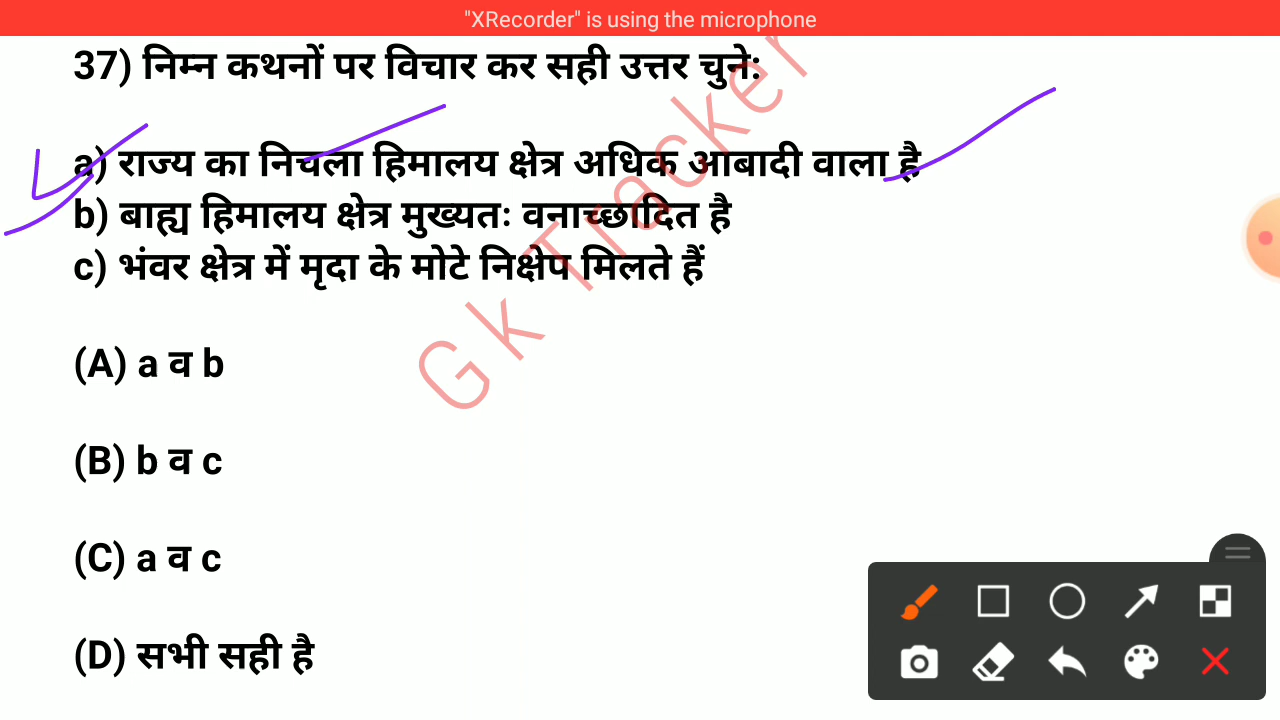 "XRecorder" is using the microphone
37) निम्न कथनों पर विचार कर सही उत्तर चुने:
a) राज्य का निचला हिमालय क्षेत्र अधिक आबादी वाला है
b) बाह्य हिमालय क्षेत्र मुख्यतः वनाच्छादित है
c) भंवर क्षेत्र में मृदा के मोटे निक्षेप मिलते हैं
(A) a व b
(B) b व c
(C) a व c
(D) सभी सही है
Gk Tracker